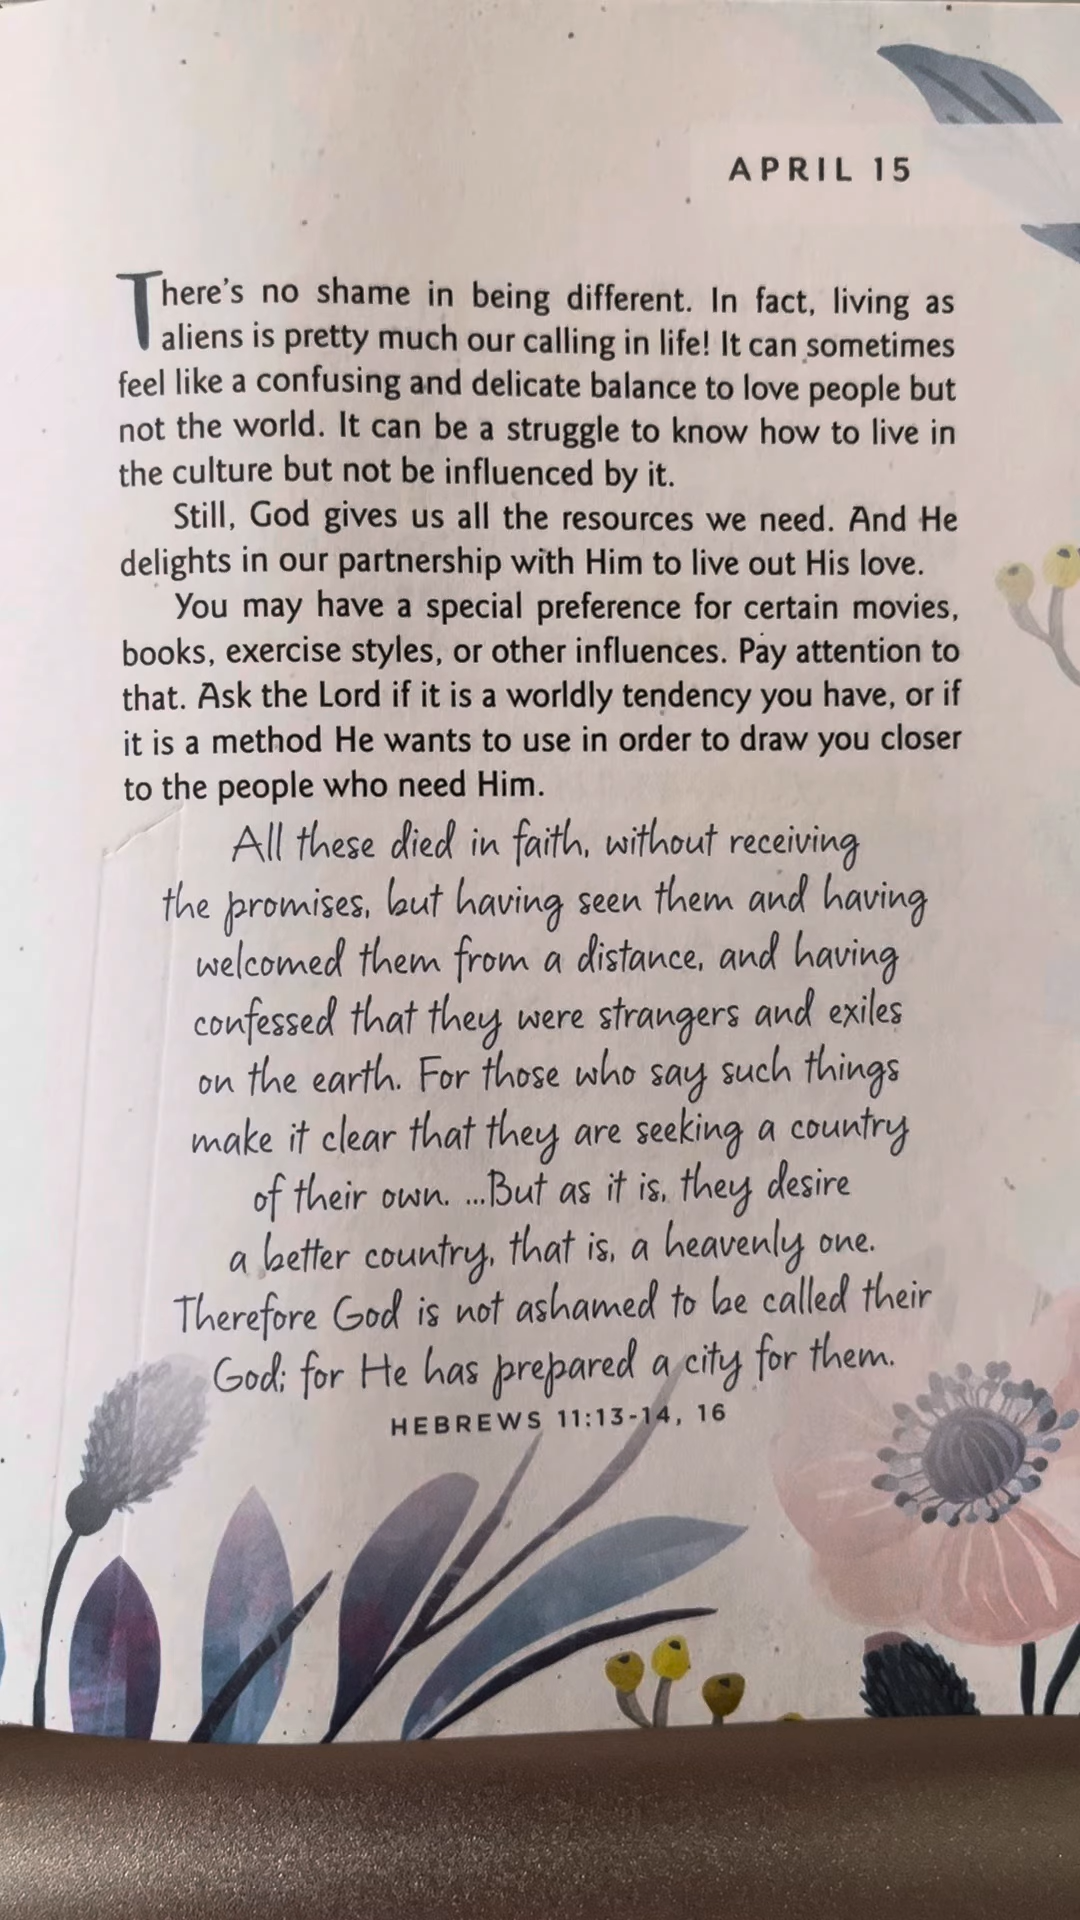 APRIL 15
There's no shame in being different. In fact, living as
aliens is pretty much our calling in life! It can sometimes
feel like a confusing and delicate balance to love people but
not the world. It can be a struggle to know how to live in
the culture but not be influenced by it.
Still, God gives us all the resources we need. And He
delights in our partnership with Him to live out His love.
You may have a special preference for certain movies,
books, exercise styles, or other influences. Pay attention to
that. Ask the Lord if it is a worldly tendency you have, or if
it is a method He wants to use in order to draw you closer
to the people who need Him.
All these died in faith, without receiving
the promises, but having seen them and having
welcomed them from a distance, and having
confessed that they were strangers and exiles
on the earth. For those who say such things
make it clear that they are seeking a country
of their own. ...But as it is, they desire
a better country, that is, a heavenly one.
Therefore God is not ashamed to be called their
God; for He has prepared a city for them.
HEBREWS 11:13-14, 16